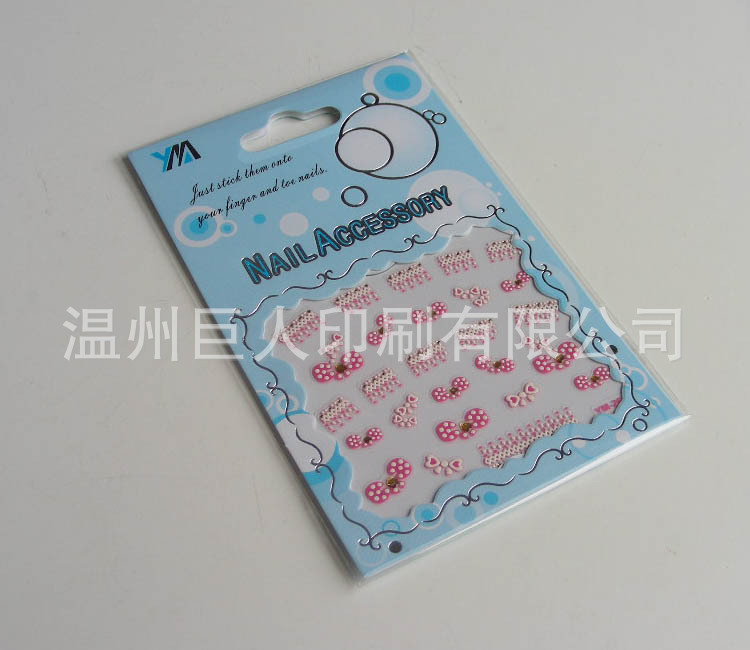 YM
Just stick them onto
your finger and toe nails.
NAIL ACCESSORY
温州巨人印刷有限公司